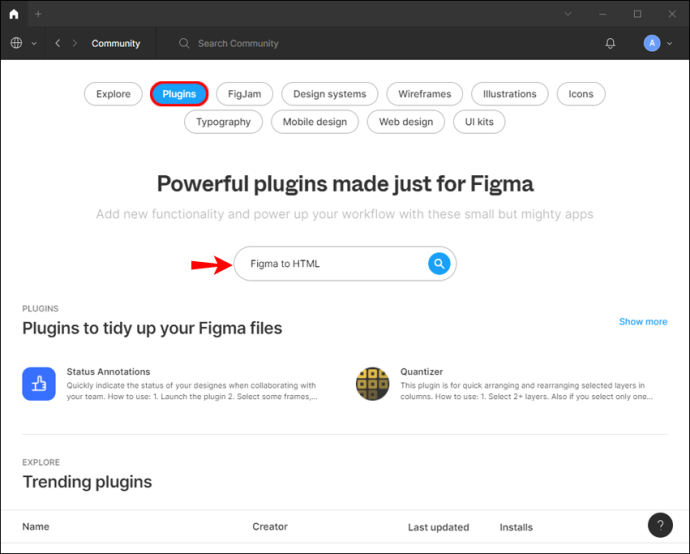 Community
Search Community
A
Explore
Plugins
FigJam
Design systems
Wireframes
Illustrations
Icons
Typography
Mobile design
Web design
UI kits
Powerful plugins made just for Figma
Add new functionality and power up your workflow with these small but mighty apps
Figma to HTML
PLUGINS
Plugins to tidy up your Figma files
Show more
Status Annotations
Quickly indicate the status of your designes when collaborating with
your team. How to use: 1. Launch the plugin 2. Select some frames,...
Quantizer
This plugin is for quick arranging and rearranging selected layers in
columns. How to use: 1. Select 2+ layers. Also if you select only one...
EXPLORE
Trending plugins
Name
Creator
Last updated
Installs
?